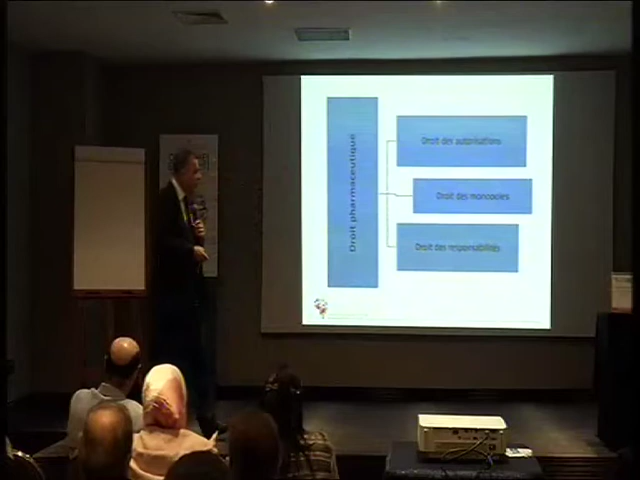 Droit pharmaceutique
Droit des autorisations
Droit des monopoles
Droit des responsabilités